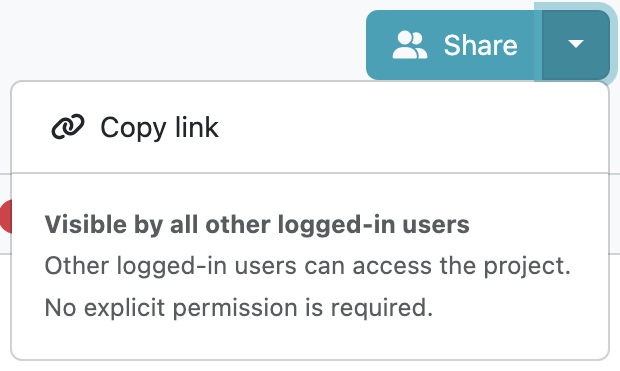 Share
Copy link
Visible by all other logged-in users
Other logged-in users can access the project.
No explicit permission is required.